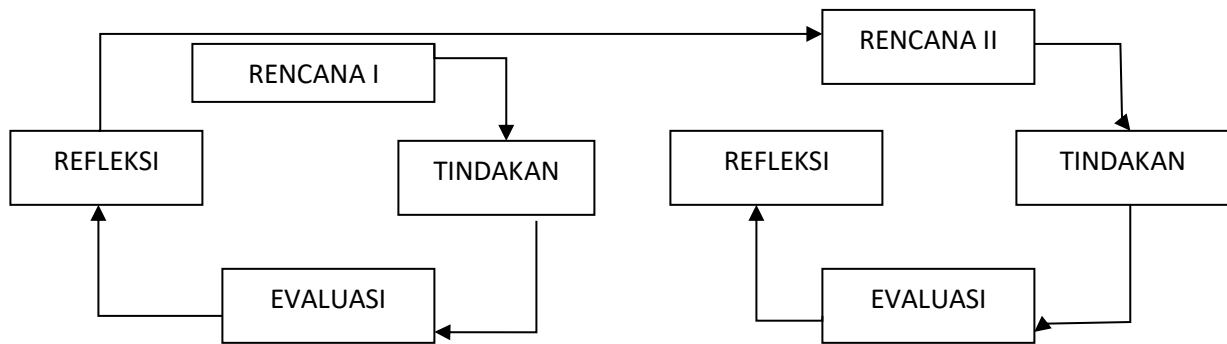 RENCANA I
TINDAKAN
EVALUASI
REFLEKSI
RENCANA II
TINDAKAN
EVALUASI
REFLEKSI